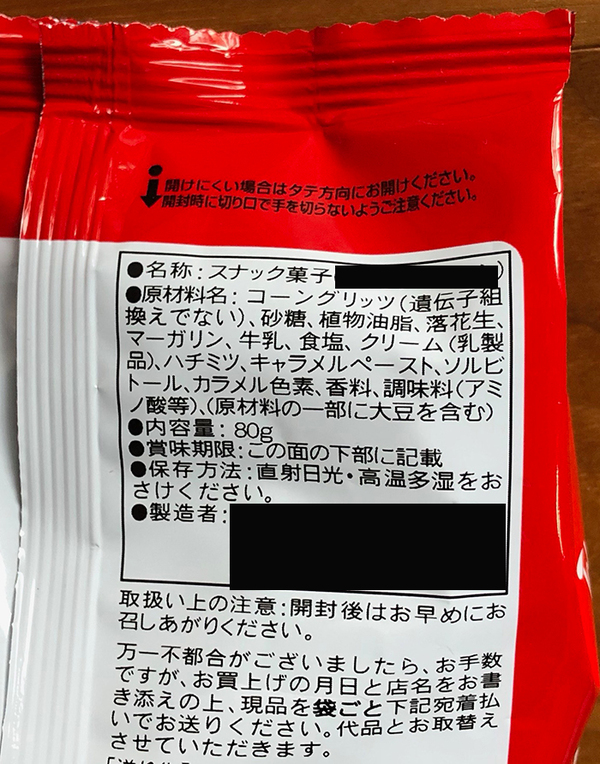 開けにくい場合はタテ方向にお開けください。
開封時に切り口で手を切らないようご注意ください。
●名称:スナック菓子
●原材料名:コーングリッツ(遺伝子組
換えでない)、砂糖、植物油脂、落花生、
マーガリン、牛乳、食塩、クリーム(乳製
品)、ハチミツ、キャラメルペースト、ソルビ
トール、カラメル色素、香料、調味料(アミ
ノ酸等)、(原材料の一部に大豆を含む)
●内容量:80g
●賞味期限:この面の下部に記載
●保存方法:直射日光・高温多湿をお
さけください。
●製造者:
取扱い上の注意:開封後はお早めにお
召しあがりください。
万一不都合がございましたら、お手数
ですが、お買上げの月日と店名をお書
き添えの上、現品を袋ごと下記宛着払
いでお送りください。代品とお取替え
させていただきます。